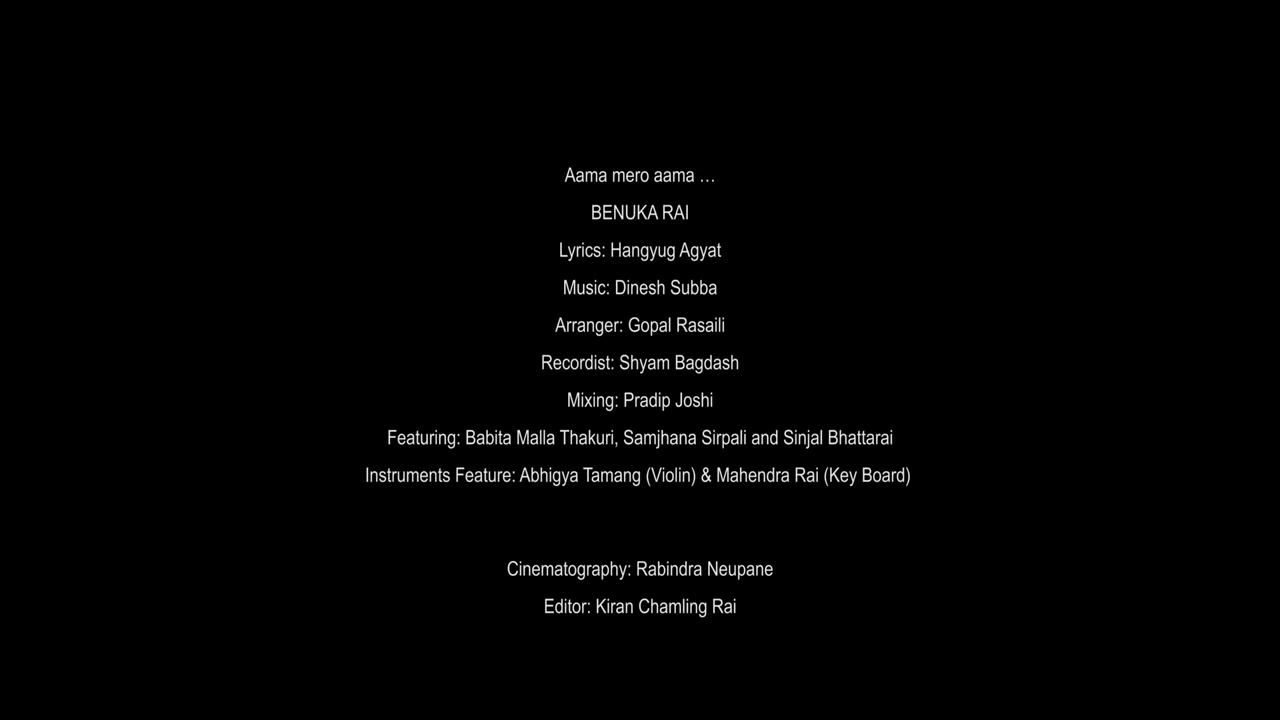 Aama mero aama …
BENUKA RAI
Lyrics: Hangyug Agyat
Music: Dinesh Subba
Arranger: Gopal Rasaili
Recordist: Shyam Bagdash
Mixing: Pradip Joshi
Featuring: Babita Malla Thakuri, Samjhana Sirpali and Sinjal Bhattarai
Instruments Feature: Abhigya Tamang (Violin) & Mahendra Rai (Key Board)
Cinematography: Rabindra Neupane
Editor: Kiran Chamling Rai